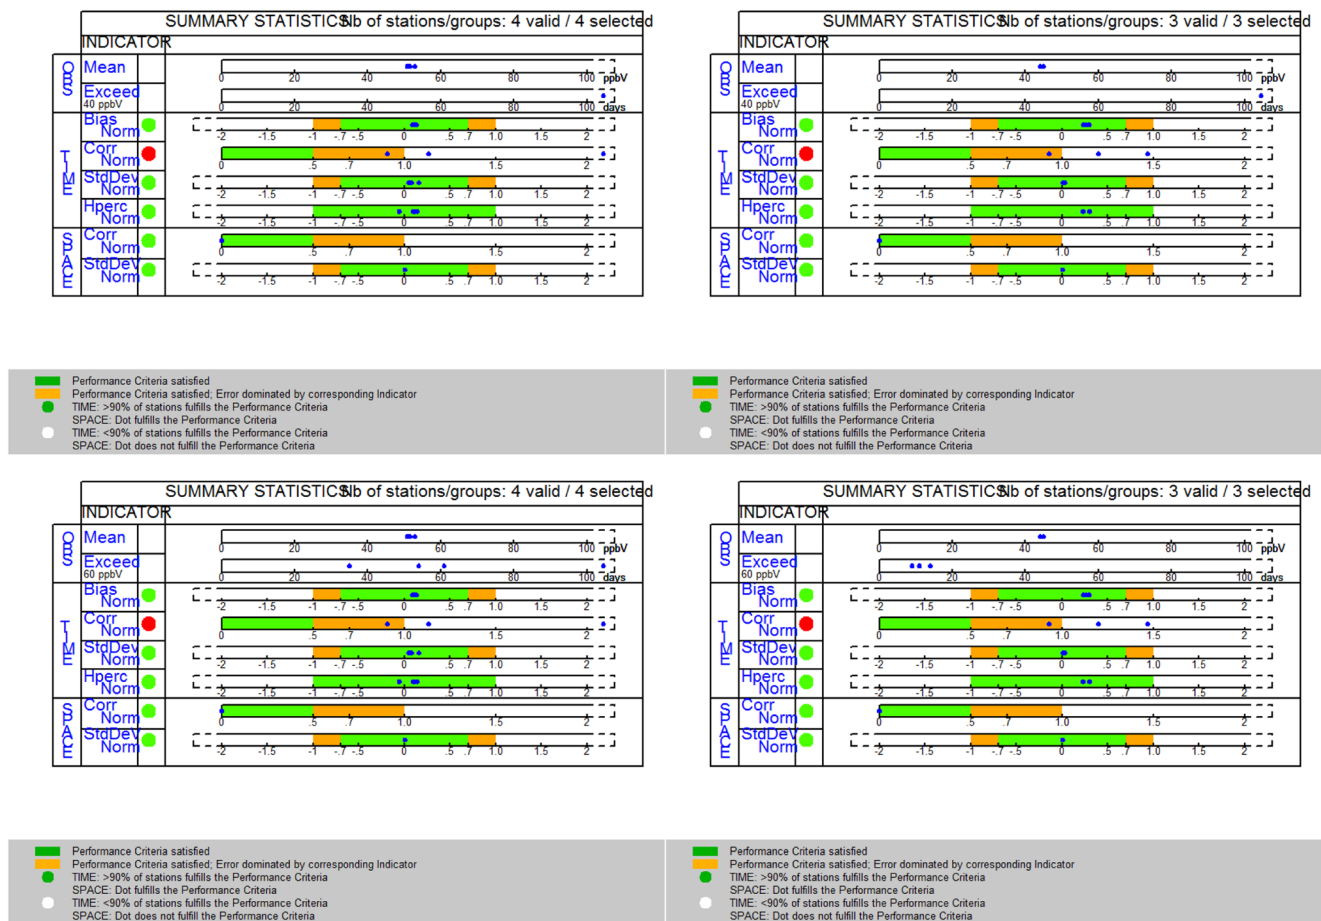 SUMMARY STATISTICS Nb of stations/groups: 4 valid / 4 selected
INDICATOR
OBS
Mean
0 20 40 60 80 100 ppbV
Exceed
40 ppbV
0 20 40 60 80 100 days
TIME
Bias
Norm
-2 -1.5 -1 -.7 -.5 0 .5 .7 1.0 1.5 2
Corr
Norm
0 .5 .7 1.0 1.5 2
StdDev
Norm
-2 -1.5 -1 -.7 -.5 0 .5 .7 1.0 1.5 2
Hperc
Norm
-2 -1.5 -1 -.7 -.5 0 .5 .7 1.0 1.5 2
SPACE
Corr
Norm
0 .5 .7 1.0 1.5 2
StdDev
Norm
-2 -1.5 -1 -.7 -.5 0 .5 .7 1.0 1.5 2
Performance Criteria satisfied
Performance Criteria satisfied; Error dominated by corresponding Indicator
TIME: >90% of stations fulfills the Performance Criteria
SPACE: Dot fulfills the Performance Criteria
TIME: <90% of stations fulfills the Performance Criteria
SPACE: Dot does not fulfill the Performance Criteria
SUMMARY STATISTICS Nb of stations/groups: 3 valid / 3 selected
INDICATOR
OBS
Mean
0 20 40 60 80 100 ppbV
Exceed
40 ppbV
0 20 40 60 80 100 days
TIME
Bias
Norm
-2 -1.5 -1 -.7 -.5 0 .5 .7 1.0 1.5 2
Corr
Norm
0 .5 .7 1.0 1.5 2
StdDev
Norm
-2 -1.5 -1 -.7 -.5 0 .5 .7 1.0 1.5 2
Hperc
Norm
-2 -1.5 -1 -.7 -.5 0 .5 .7 1.0 1.5 2
SPACE
Corr
Norm
0 .5 .7 1.0 1.5 2
StdDev
Norm
-2 -1.5 -1 -.7 -.5 0 .5 .7 1.0 1.5 2
Performance Criteria satisfied
Performance Criteria satisfied; Error dominated by corresponding Indicator
TIME: >90% of stations fulfills the Performance Criteria
SPACE: Dot fulfills the Performance Criteria
TIME: <90% of stations fulfills the Performance Criteria
SPACE: Dot does not fulfill the Performance Criteria
SUMMARY STATISTICS Nb of stations/groups: 4 valid / 4 selected
INDICATOR
OBS
Mean
0 20 40 60 80 100 ppbV
Exceed
60 ppbV
0 20 40 60 80 100 days
TIME
Bias
Norm
-2 -1.5 -1 -.7 -.5 0 .5 .7 1.0 1.5 2
Corr
Norm
0 .5 .7 1.0 1.5 2
StdDev
Norm
-2 -1.5 -1 -.7 -.5 0 .5 .7 1.0 1.5 2
Hperc
Norm
-2 -1.5 -1 -.7 -.5 0 .5 .7 1.0 1.5 2
SPACE
Corr
Norm
0 .5 .7 1.0 1.5 2
StdDev
Norm
-2 -1.5 -1 -.7 -.5 0 .5 .7 1.0 1.5 2
Performance Criteria satisfied
Performance Criteria satisfied; Error dominated by corresponding Indicator
TIME: >90% of stations fulfills the Performance Criteria
SPACE: Dot fulfills the Performance Criteria
TIME: <90% of stations fulfills the Performance Criteria
SPACE: Dot does not fulfill the Performance Criteria
SUMMARY STATISTICS Nb of stations/groups: 3 valid / 3 selected
INDICATOR
OBS
Mean
0 20 40 60 80 100 ppbV
Exceed
60 ppbV
0 20 40 60 80 100 days
TIME
Bias
Norm
-2 -1.5 -1 -.7 -.5 0 .5 .7 1.0 1.5 2
Corr
Norm
0 .5 .7 1.0 1.5 2
StdDev
Norm
-2 -1.5 -1 -.7 -.5 0 .5 .7 1.0 1.5 2
Hperc
Norm
-2 -1.5 -1 -.7 -.5 0 .5 .7 1.0 1.5 2
SPACE
Corr
Norm
0 .5 .7 1.0 1.5 2
StdDev
Norm
-2 -1.5 -1 -.7 -.5 0 .5 .7 1.0 1.5 2
Performance Criteria satisfied
Performance Criteria satisfied; Error dominated by corresponding Indicator
TIME: >90% of stations fulfills the Performance Criteria
SPACE: Dot fulfills the Performance Criteria
TIME: <90% of stations fulfills the Performance Criteria
SPACE: Dot does not fulfill the Performance Criteria